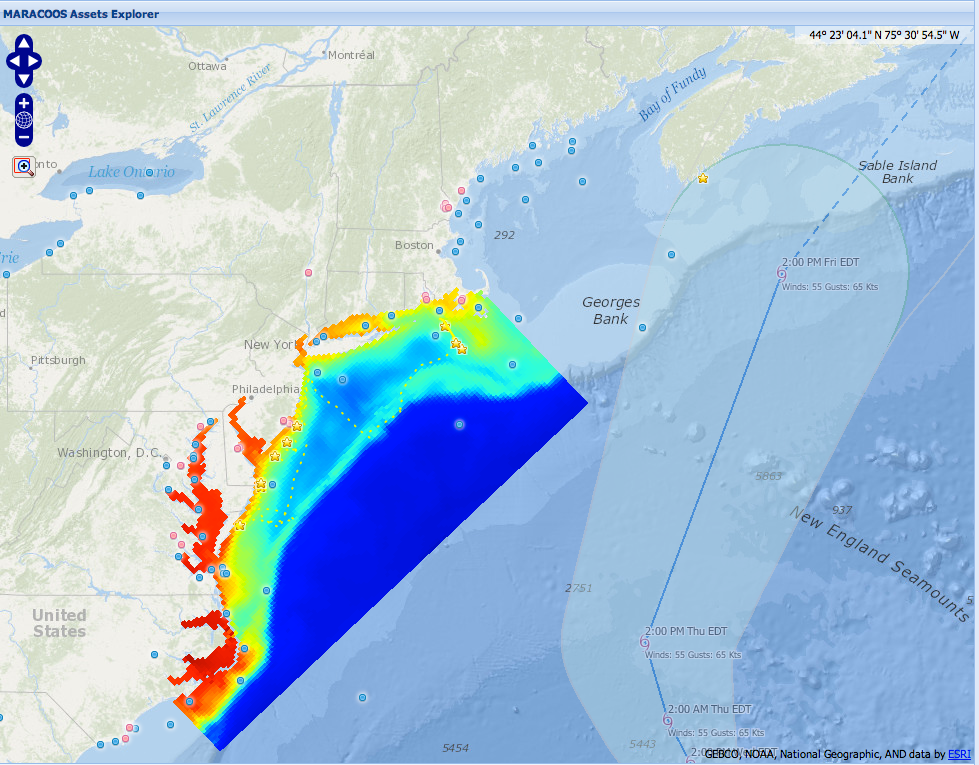 MARACOOS Assets Explorer
44° 23' 04.1" N 75° 30' 54.5" W
Montréal
Ottawa
St. Lawrence River
Bay of Fundy
onto
Lake Ontario
Sable Island
Bank
292
Boston
rie
2:00 PM Fri EDT
Winds: 55 Gusts: 65 Kts
Georges
Bank
d
New York
Pittsburgh
Philadelphia
Washington, D.C.
5863
937
New England Seamounts
2751
5
United
States
2:00 PM Thu EDT
Winds: 55 Gusts: 65 Kts
2:00 AM Thu EDT
Winds: 55 Gusts: 65 Kts
5454
5443
GEBCO, NOAA, National Geographic, AND data by ESRI